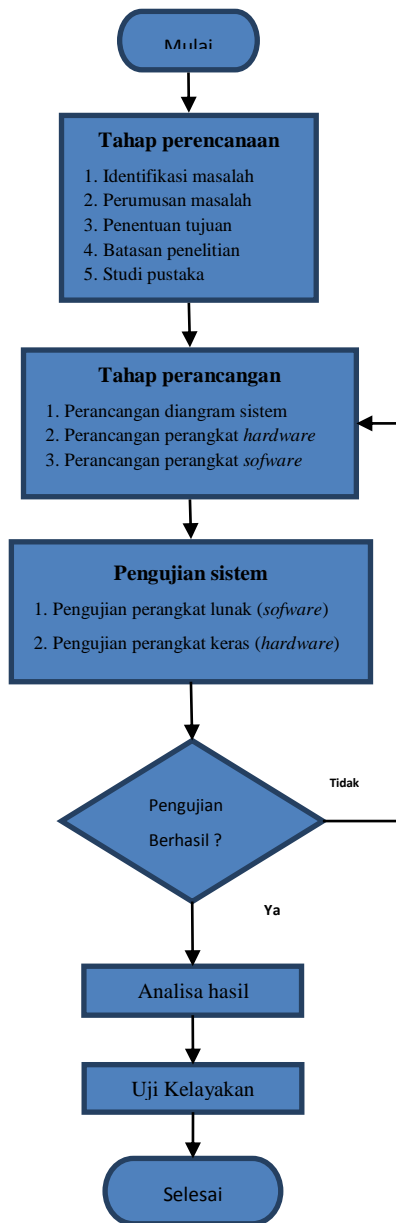 Mulai
Tahap perencanaan
1. Identifikasi masalah
2. Perumusan masalah
3. Penentuan tujuan
4. Batasan penelitian
5. Studi pustaka
Tahap perancangan
1. Perancangan diangram sistem
2. Perancangan perangkat hardware
3. Perancangan perangkat sofware
Pengujian sistem
1. Pengujian perangkat lunak (sofware)
2. Pengujian perangkat keras (hardware)
Pengujian
Berhasil ?
Tidak
Ya
Analisa hasil
Uji Kelayakan
Selesai